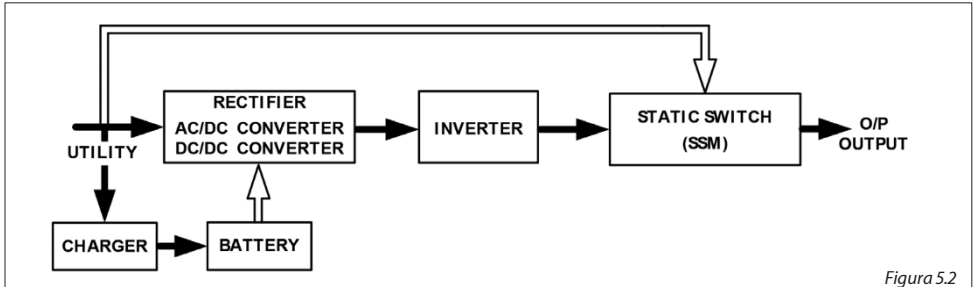 RECTIFIER
AC/DC CONVERTER
DC/DC CONVERTER
INVERTER
STATIC SWITCH
(SSM)
O/P
OUTPUT
UTILITY
CHARGER
BATTERY
Figura 5.2